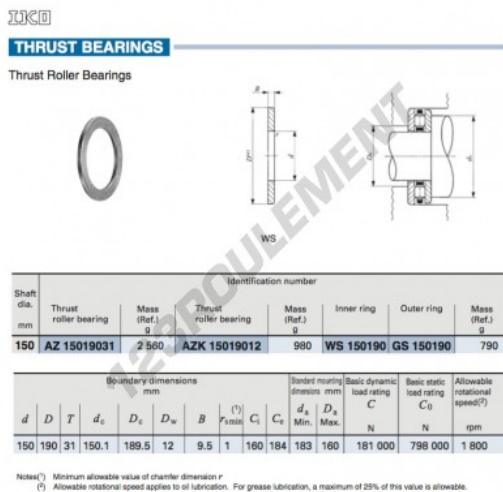 IKO
THRUST BEARINGS
Thrust Roller Bearings
B
r
D(+1)
d
Da
da
WS
123ROULEMENT
Shaft dia. mm
Identification number
Thrust roller bearing
Mass (Ref.) g
Thrust roller bearing
Mass (Ref.) g
Inner ring
Outer ring
Mass (Ref.) g
150 AZ 15019031 2 560 AZK 15019012 980 WS 150190 GS 150190 790
Boundary dimensions mm
Standard mounting dimensions mm
Basic dynamic load rating C N
Basic static load rating C0 N
Allowable rotational speed(2) rpm
d D T dc Dc Dw B rsmin(1) Ci Ce da Min. Da Max.
150 190 31 150.1 189.5 12 9.5 1 160 184 183 160 181 000 798 000 1 800
Notes(1) Minimum allowable value of chamfer dimension r
(2) Allowable rotational speed applies to oil lubrication. For grease lubrication, a maximum of 25% of this value is allowable.